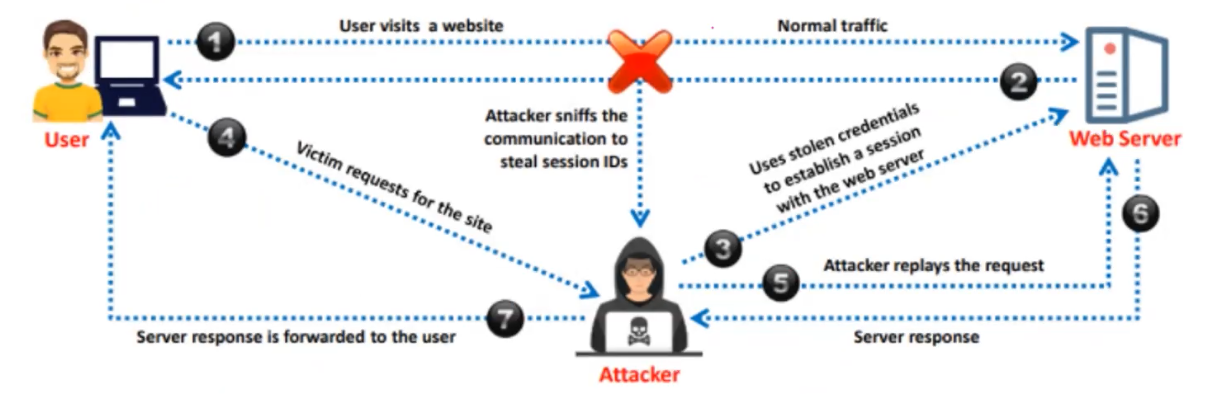 User visits a website
Normal traffic
1
2
User
Web Server
Attacker sniffs the
communication to
steal session IDs
Uses stolen credentials
to establish a session
with the web server
4
Victim requests for the site
3
6
5
Attacker replays the request
7
Server response is forwarded to the user
Server response
Attacker